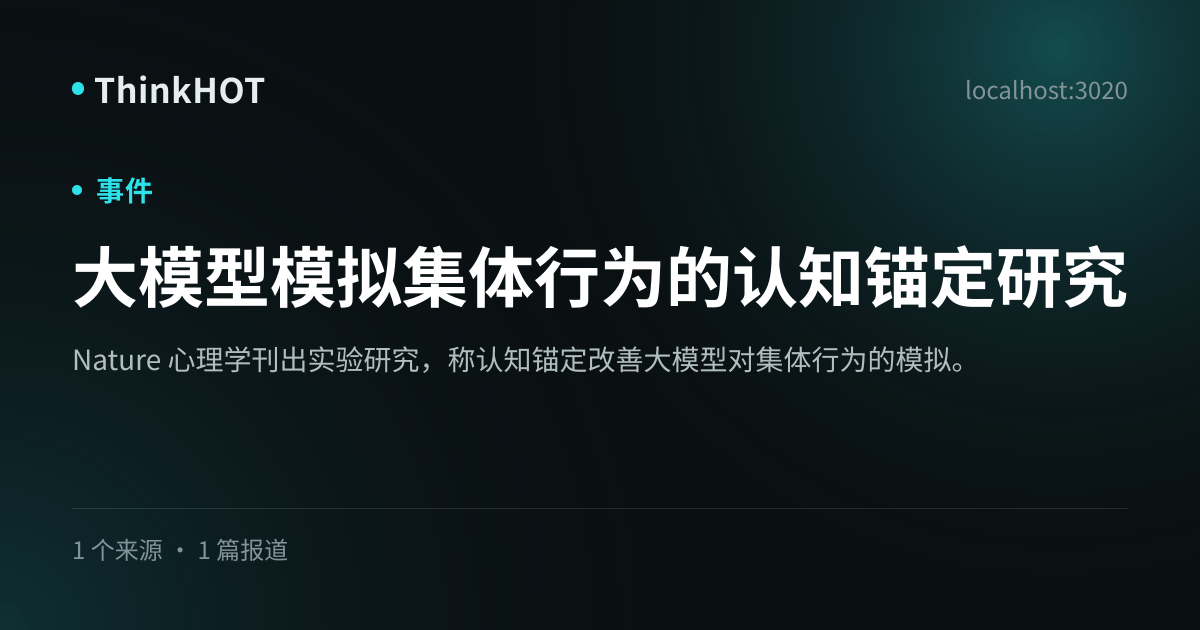 ThinkHOT
localhost:3020
事件
大模型模拟集体行为的认知锚定研究
Nature 心理学刊出实验研究，称认知锚定改善大模型对集体行为的模拟。
1 个来源 · 1 篇报道